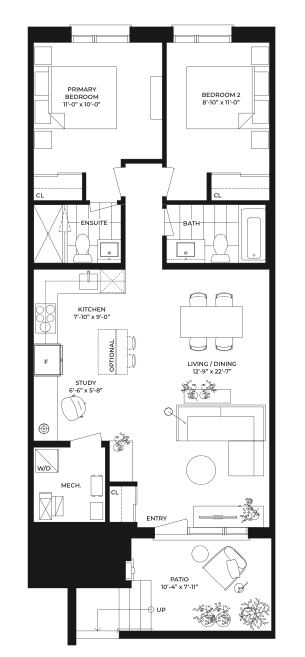 PRIMARY
BEDROOM
11'-0" x 10'-0"
BEDROOM 2
8'-10" x 11'-0"
CL
CL
ENSUITE
BATH
KITCHEN
7'-10" x 9'-0"
OPTIONAL
LIVING / DINING
12'-9" x 22'-7"
F
STUDY
6'-6" x 5'-8"
W/D
MECH.
CL
ENTRY
PATIO
10'-4" x 7'-11"
UP